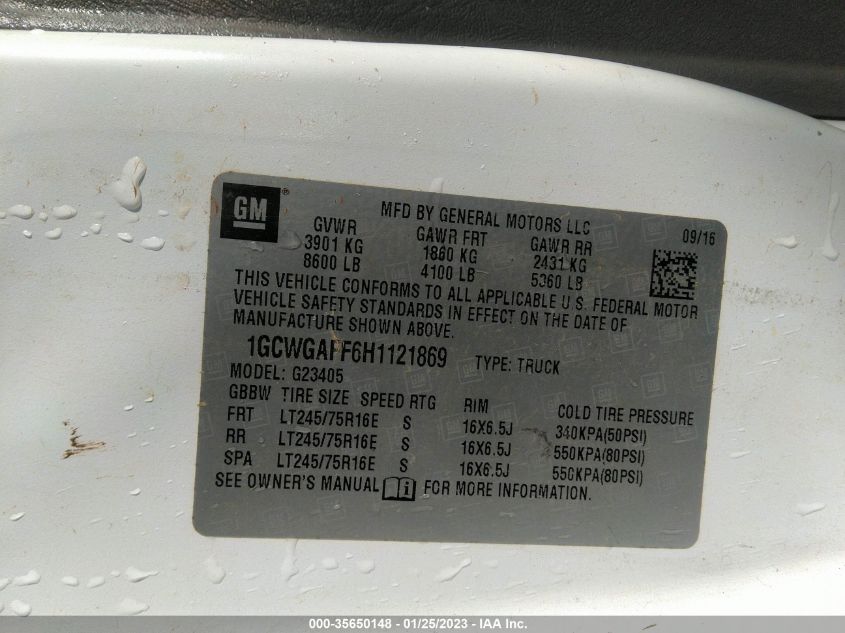 GM ®
MFD BY GENERAL MOTORS LLC
09/16
GVWR GAWR FRT GAWR RR
3901 KG 1860 KG 2431 KG
8600 LB 4100 LB 5360 LB
THIS VEHICLE CONFORMS TO ALL APPLICABLE U.S. FEDERAL MOTOR
VEHICLE SAFETY STANDARDS IN EFFECT ON THE DATE OF
MANUFACTURE SHOWN ABOVE.
1GCWGAFF6H1121869 TYPE: TRUCK
MODEL: G23405
GBBW TIRE SIZE SPEED RTG RIM COLD TIRE PRESSURE
FRT LT245/75R16E S 16X6.5J 340KPA(50PSI)
RR LT245/75R16E S 16X6.5J 550KPA(80PSI)
SPA LT245/75R16E S 16X6.5J 550KPA(80PSI)
SEE OWNER'S MANUAL i FOR MORE INFORMATION.
000-35650148 - 01/25/2023 - IAA Inc.